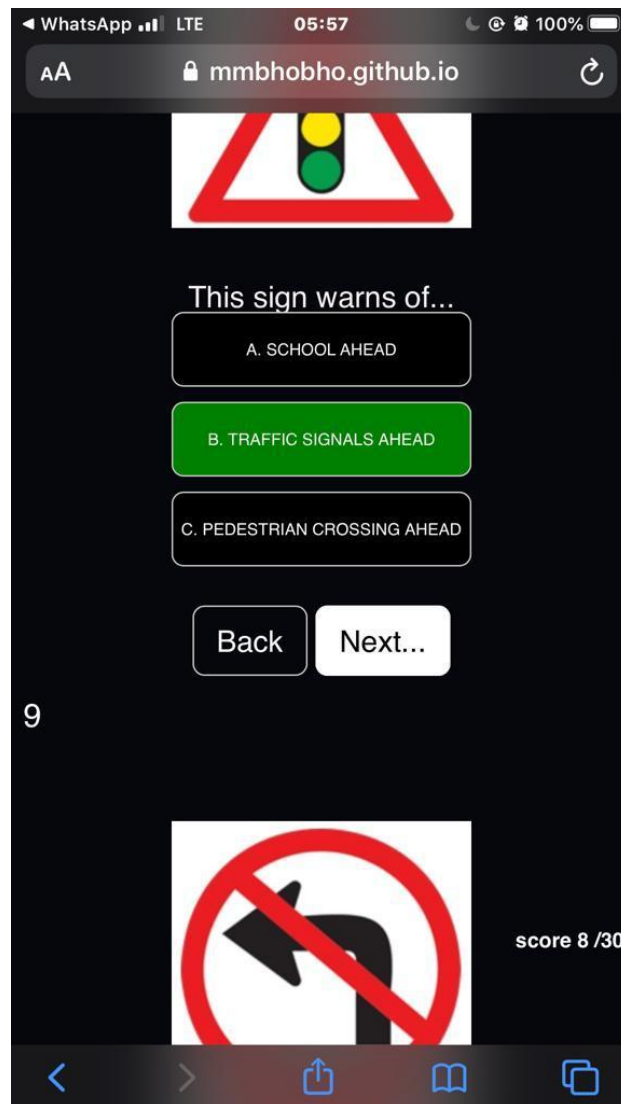 WhatsApp LTE 05:57 100%
AA mmbhobho.github.io
This sign warns of...
A. SCHOOL AHEAD
B. TRAFFIC SIGNALS AHEAD
C. PEDESTRIAN CROSSING AHEAD
Back Next...
9
score 8 /30